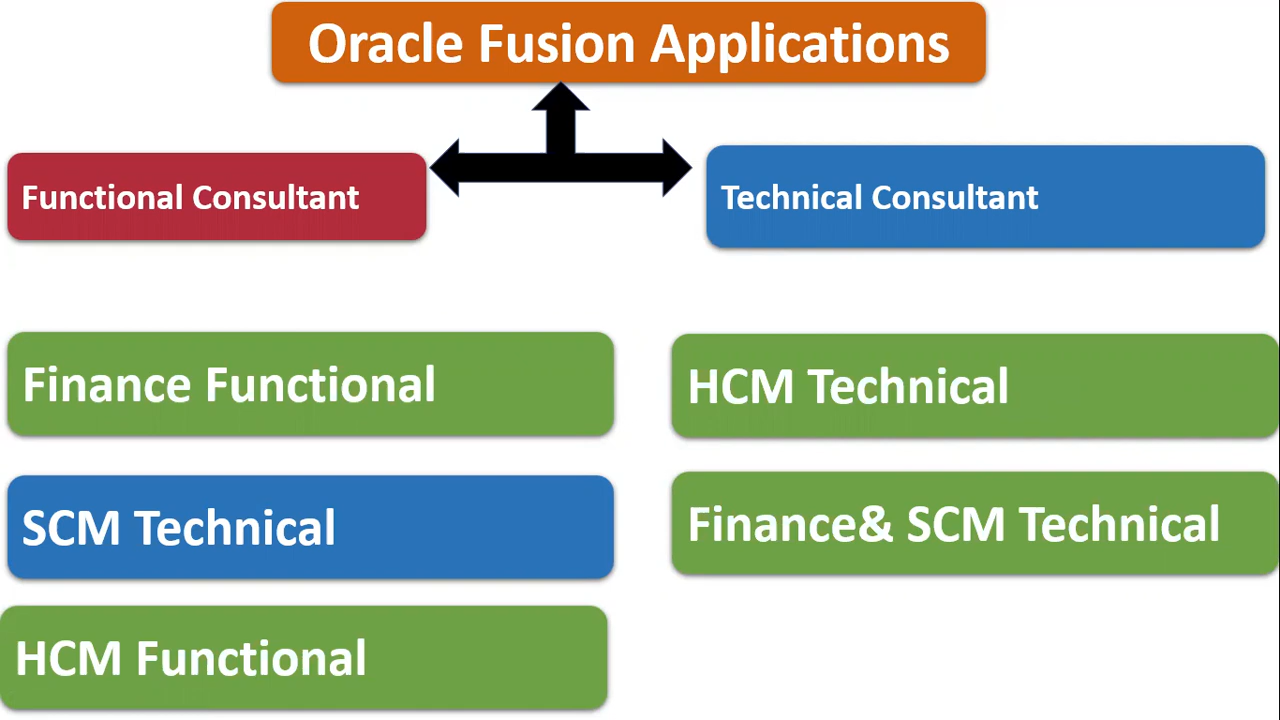 Oracle Fusion Applications
Functional Consultant
Technical Consultant
Finance Functional
HCM Technical
SCM Technical
Finance& SCM Technical
HCM Functional